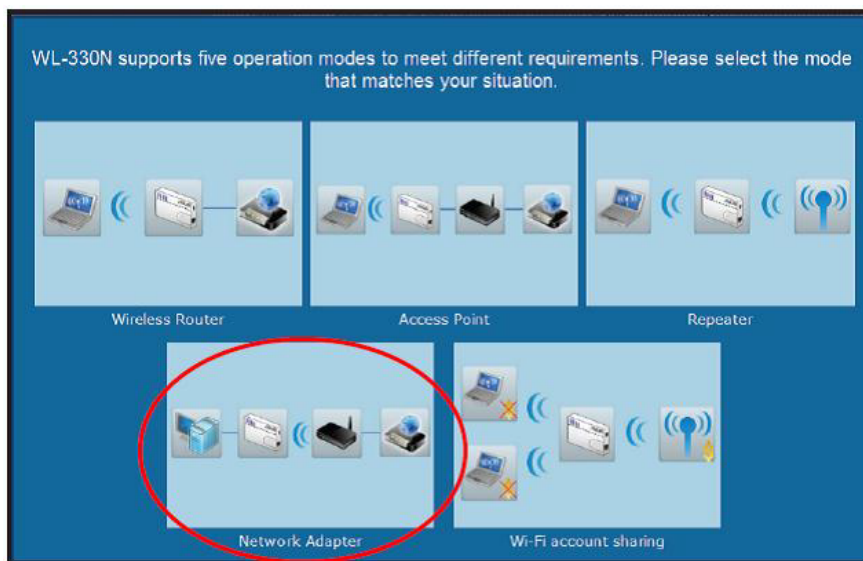 WL-330N supports five operation modes to meet different requirements. Please select the mode
that matches your situation.
Wireless Router
Access Point
Repeater
Network Adapter
Wi-Fi account sharing